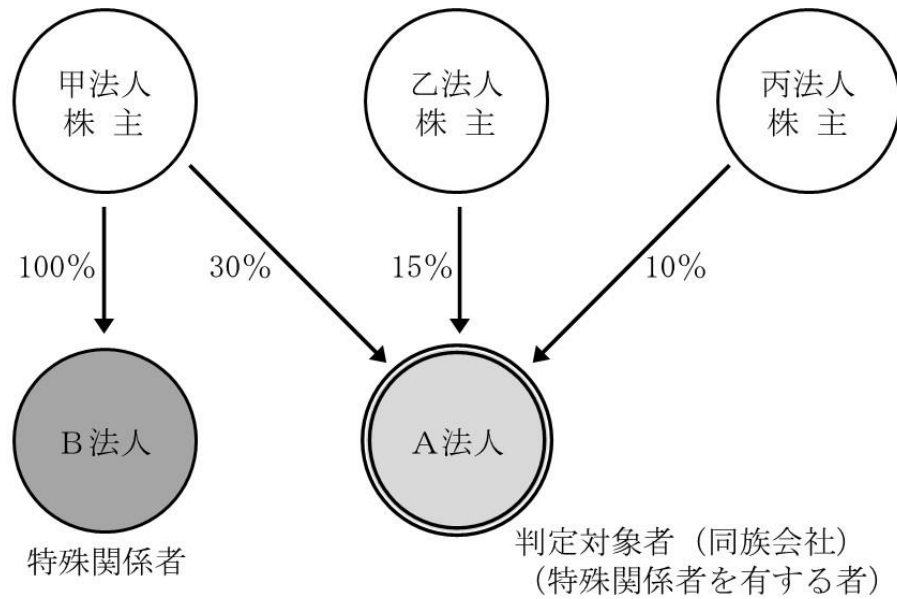 甲法人
株 主
乙法人
株 主
丙法人
株 主
100%
30%
15%
10%
B法人
A法人
特殊関係者
判定対象者（同族会社）
（特殊関係者を有する者）